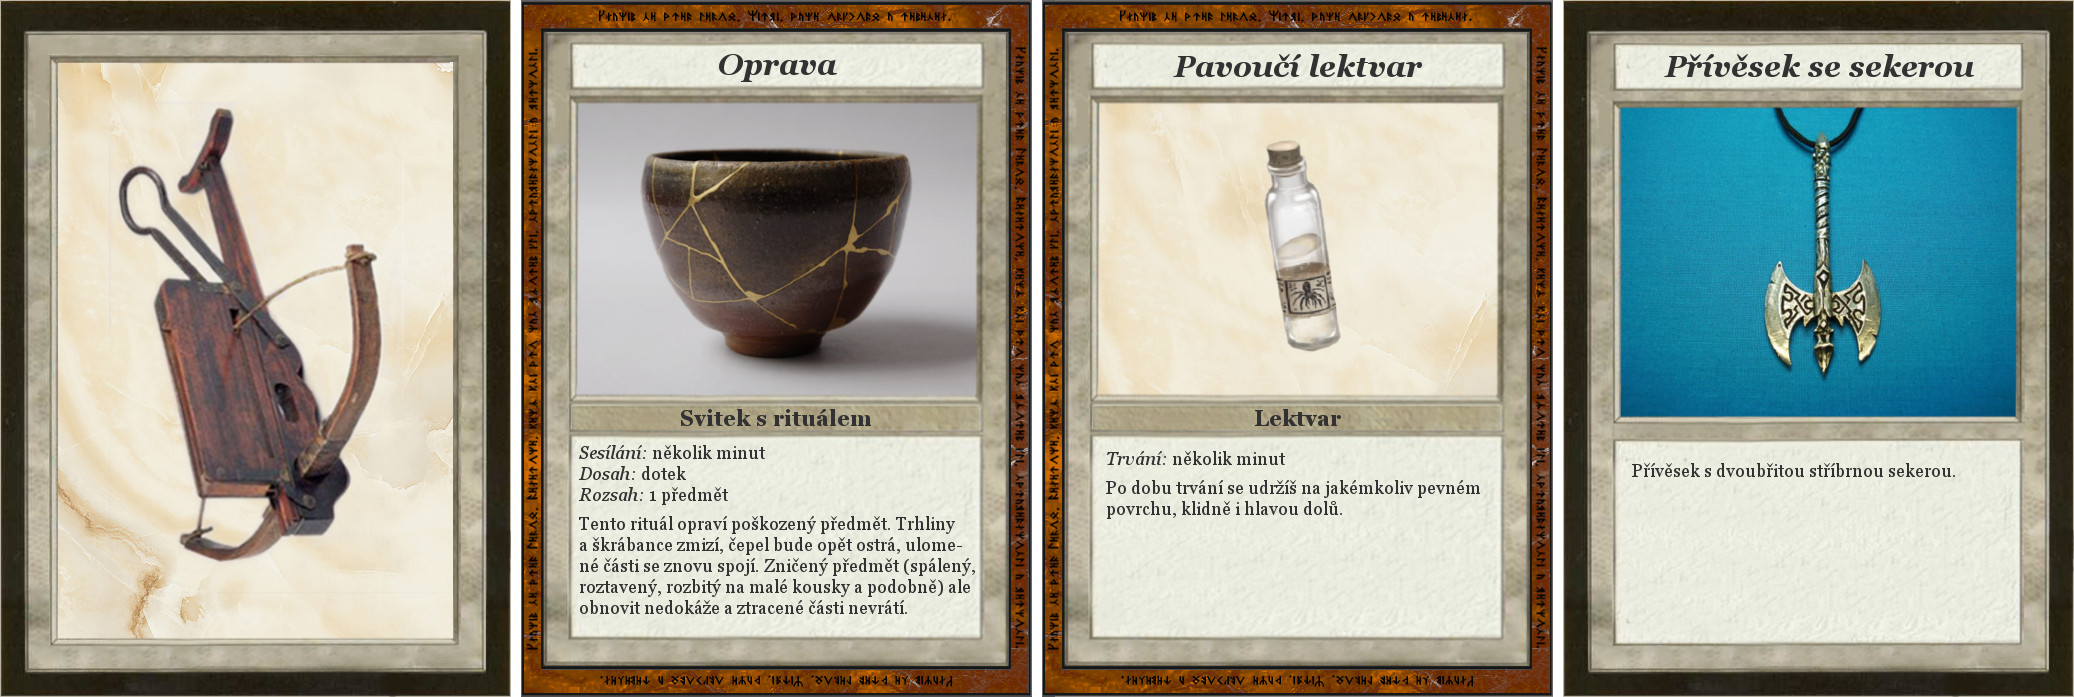 Oprava
Svitek s rituálem
Sesílání: několik minut
Dosah: dotek
Rozsah: 1 předmět
Tento rituál opraví poškozený předmět. Trhliny
a škrábance zmizí, čepel bude opět ostrá, ulome-
né části se znovu spojí. Zničený předmět (spálený,
roztavený, rozbitý na malé kousky a podobně) ale
obnovit nedokáže a ztracené části nevrátí.
Pavoučí lektvar
Lektvar
Trvání: několik minut
Po dobu trvání se udržíš na jakémkoliv pevném
povrchu, klidně i hlavou dolů.
Přívěsek se sekerou
Přívěsek s dvoubřitou stříbrnou sekerou.